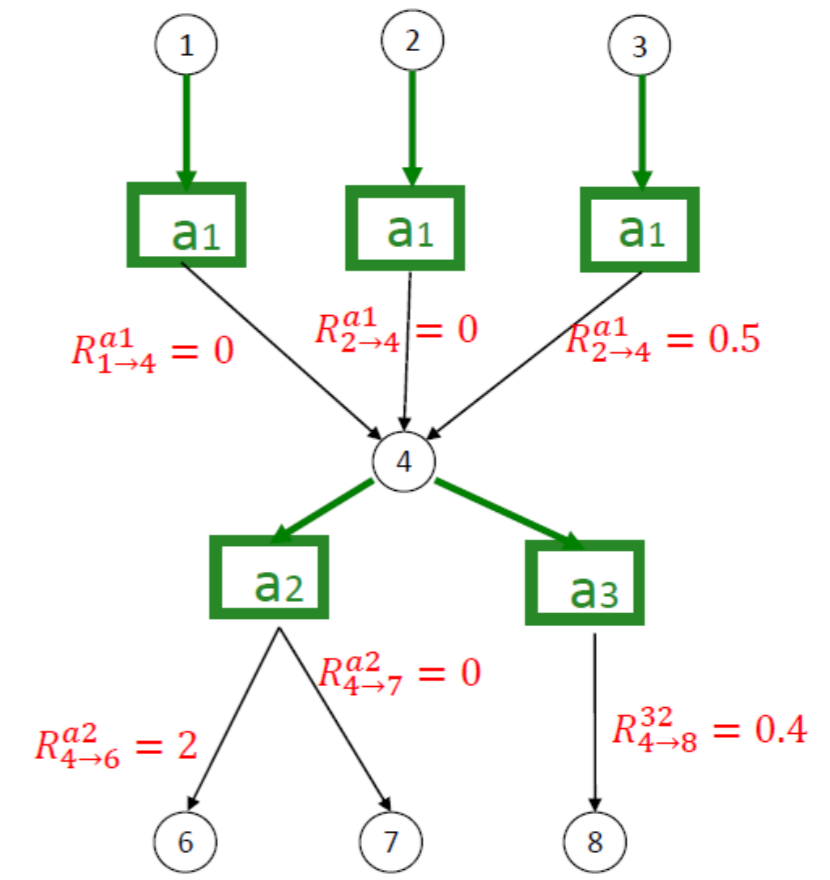 1 2 3
a1 a1 a1
R^{a1}_{1→4} = 0
R^{a1}_{2→4} = 0
R^{a1}_{2→4} = 0.5
4
a2 a3
R^{a2}_{4→6} = 2
R^{a2}_{4→7} = 0
R^{32}_{4→8} = 0.4
6 7 8